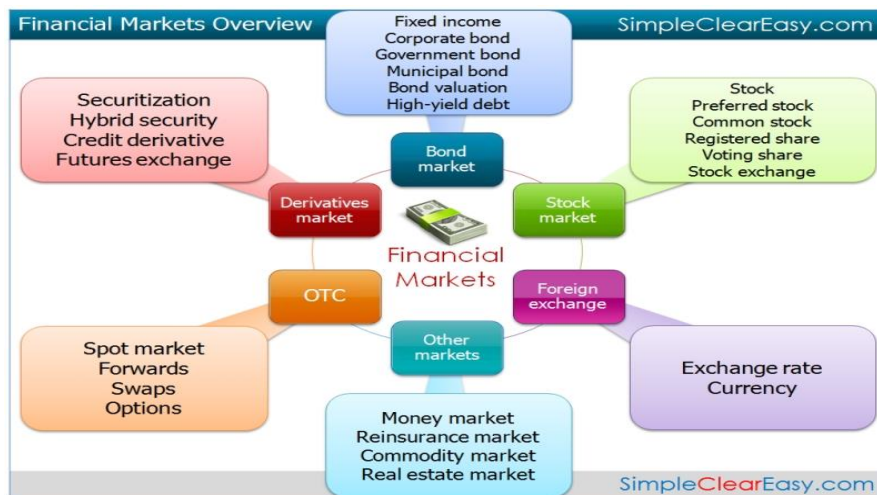 Financial Markets Overview
SimpleClearEasy.com
Fixed income
Corporate bond
Government bond
Municipal bond
Bond valuation
High-yield debt
Securitization
Hybrid security
Credit derivative
Futures exchange
Stock
Preferred stock
Common stock
Registered share
Voting share
Stock exchange
Bond
market
Derivatives
market
Stock
market
Financial
Markets
OTC
Foreign
exchange
Other
markets
Spot market
Forwards
Swaps
Options
Exchange rate
Currency
Money market
Reinsurance market
Commodity market
Real estate market
SimpleClearEasy.com